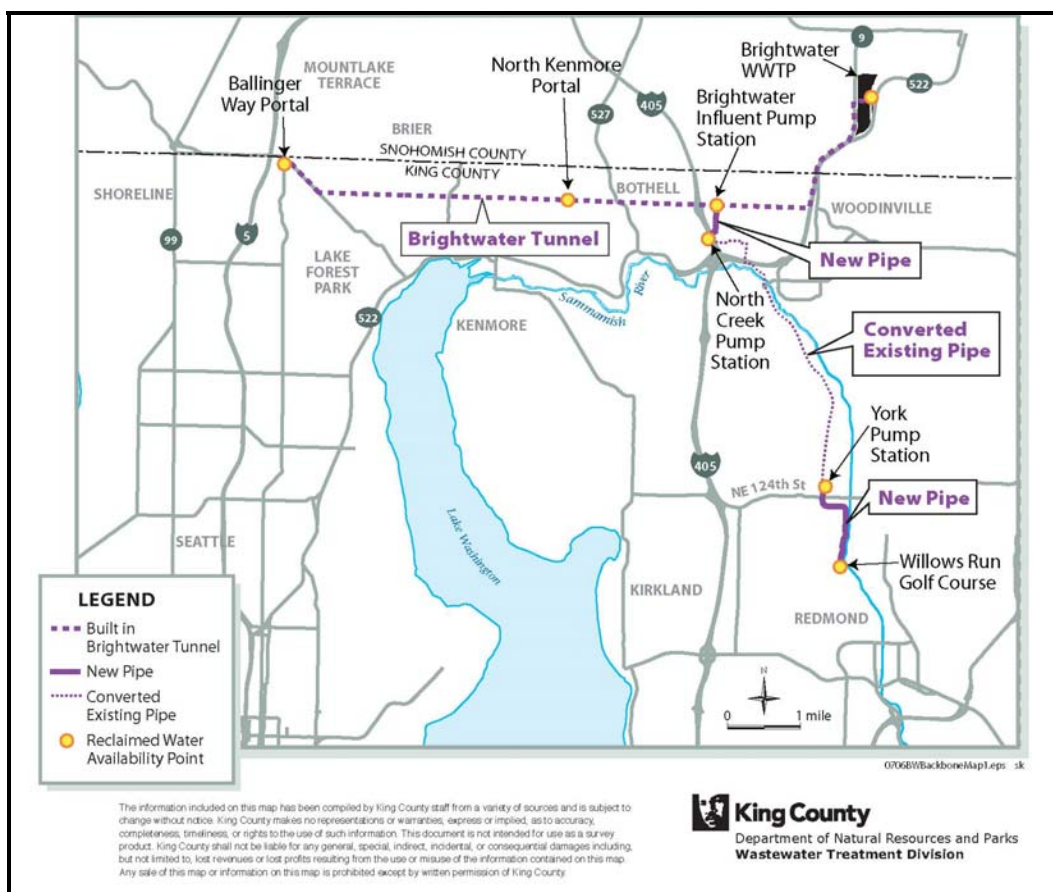 Ballinger
Way Portal
MOUNTLAKE
TERRACE
North Kenmore
Portal
527
405
Brightwater
WWTP
9
522
Brightwater
Influent Pump
Station
BRIER
SNOHOMISH COUNTY
KING COUNTY
SHORELINE
BOTHELL
WOODINVILLE
99
5
Brightwater Tunnel
New Pipe
LAKE
FOREST
PARK
522
KENMORE
Sammamish
River
North
Creek
Pump
Station
Converted
Existing Pipe
York
Pump
Station
405
NE 124th St
New Pipe
SEATTLE
Lake Washington
Willows Run
Golf Course
KIRKLAND
REDMOND
LEGEND
Built in
Brightwater Tunnel
New Pipe
Converted
Existing Pipe
Reclaimed Water
Availability Point
N
0 1 mile
0706BWBackboneMap1.eps sk
The information included on this map has been compiled by King County staff from a variety of sources and is subject to
change without notice. King County makes no representations or warranties, express or implied, as to accuracy,
completeness, timeliness, or rights to the use of such information. This document is not intended for use as a survey
product. King County shall not be liable for any general, special, indirect, incidental, or consequential damages including,
but not limited to, lost revenues or lost profits resulting from the use or misuse of the information contained on this map.
Any sale of this map or information on this map is prohibited except by written permission of King County.
King County
Department of Natural Resources and Parks
Wastewater Treatment Division